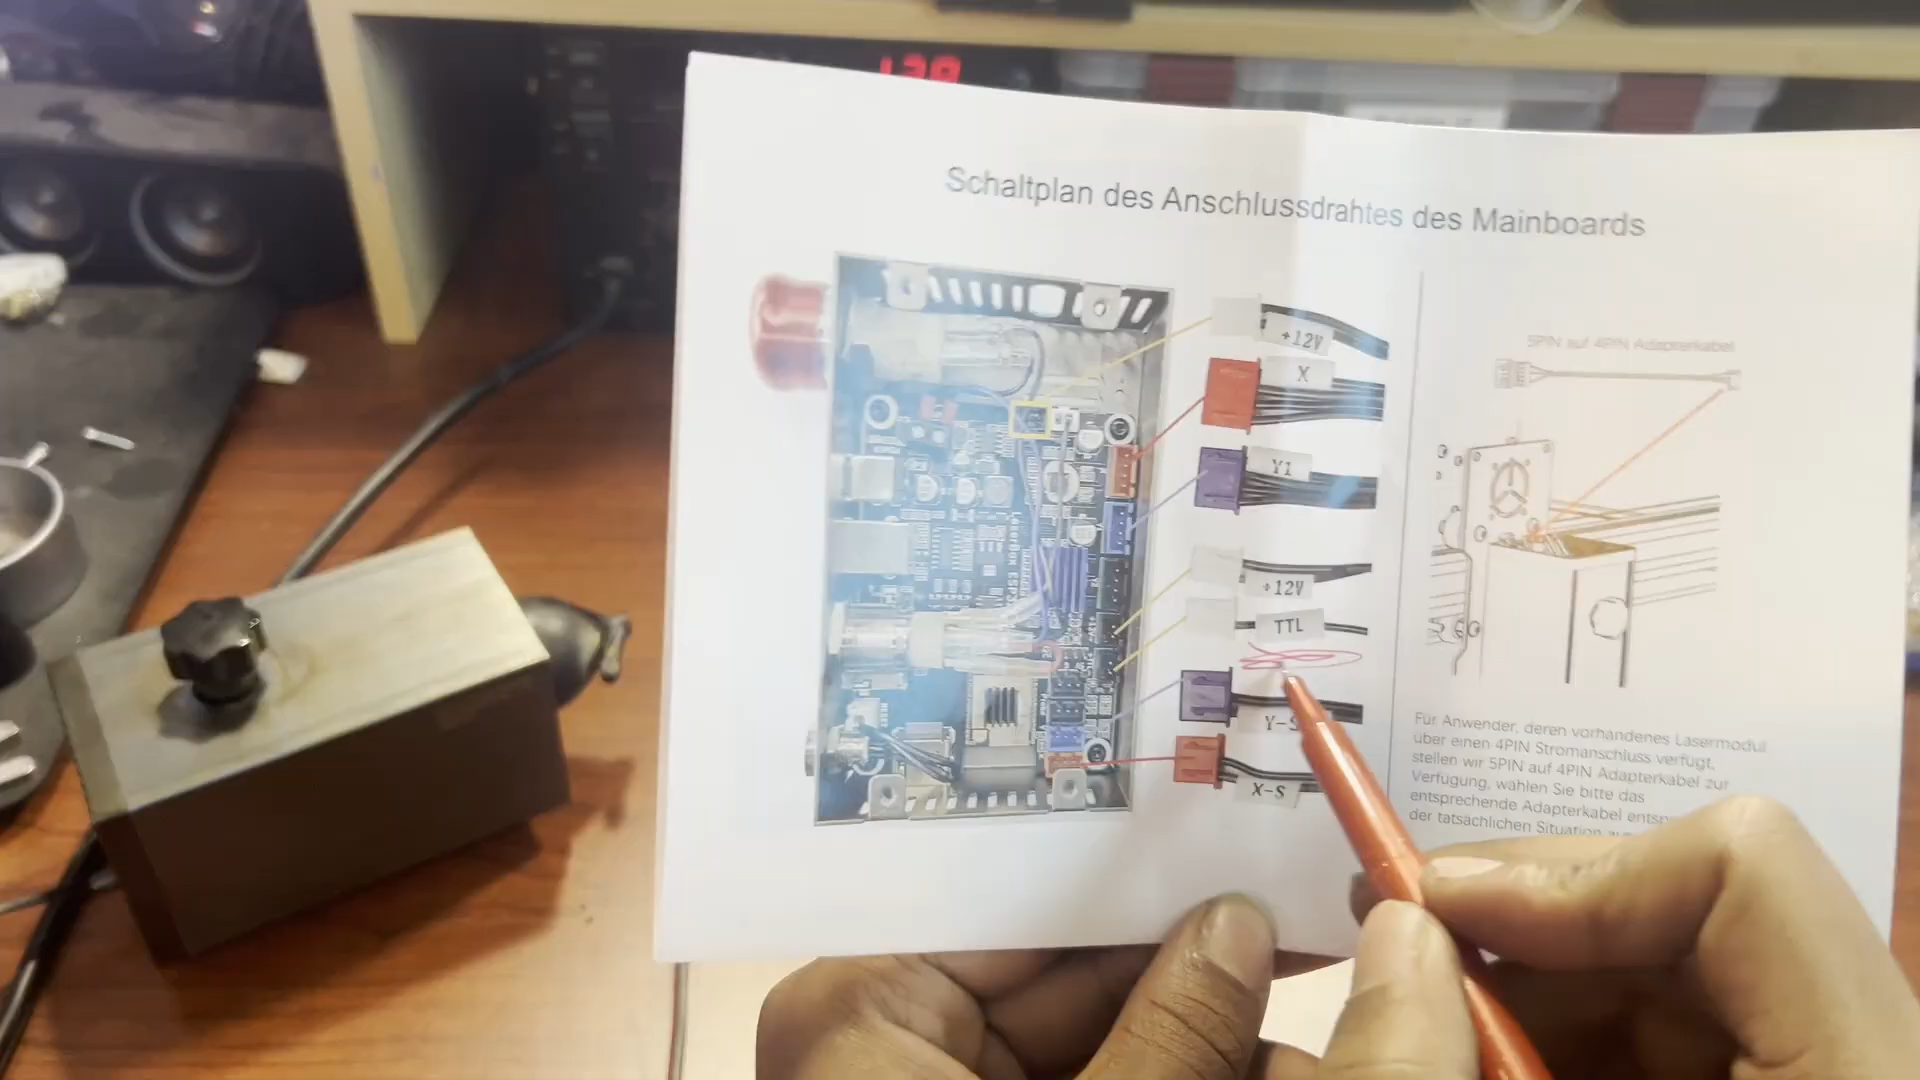 138
Schaltplan des Anschlussdrahtes des Mainboards
+12V
X
Y1
+12V
TTL
Y-S
X-S
5PIN auf 4PIN Adapterkabel
Für Anwender, deren vorhandenes Lasermodul
über einen 4PIN Stromanschluss verfügt,
stellen wir 5PIN auf 4PIN Adapterkabel zur
Verfügung, wählen Sie bitte das
entsprechende Adapterkabel
der tatsächlichen Situation